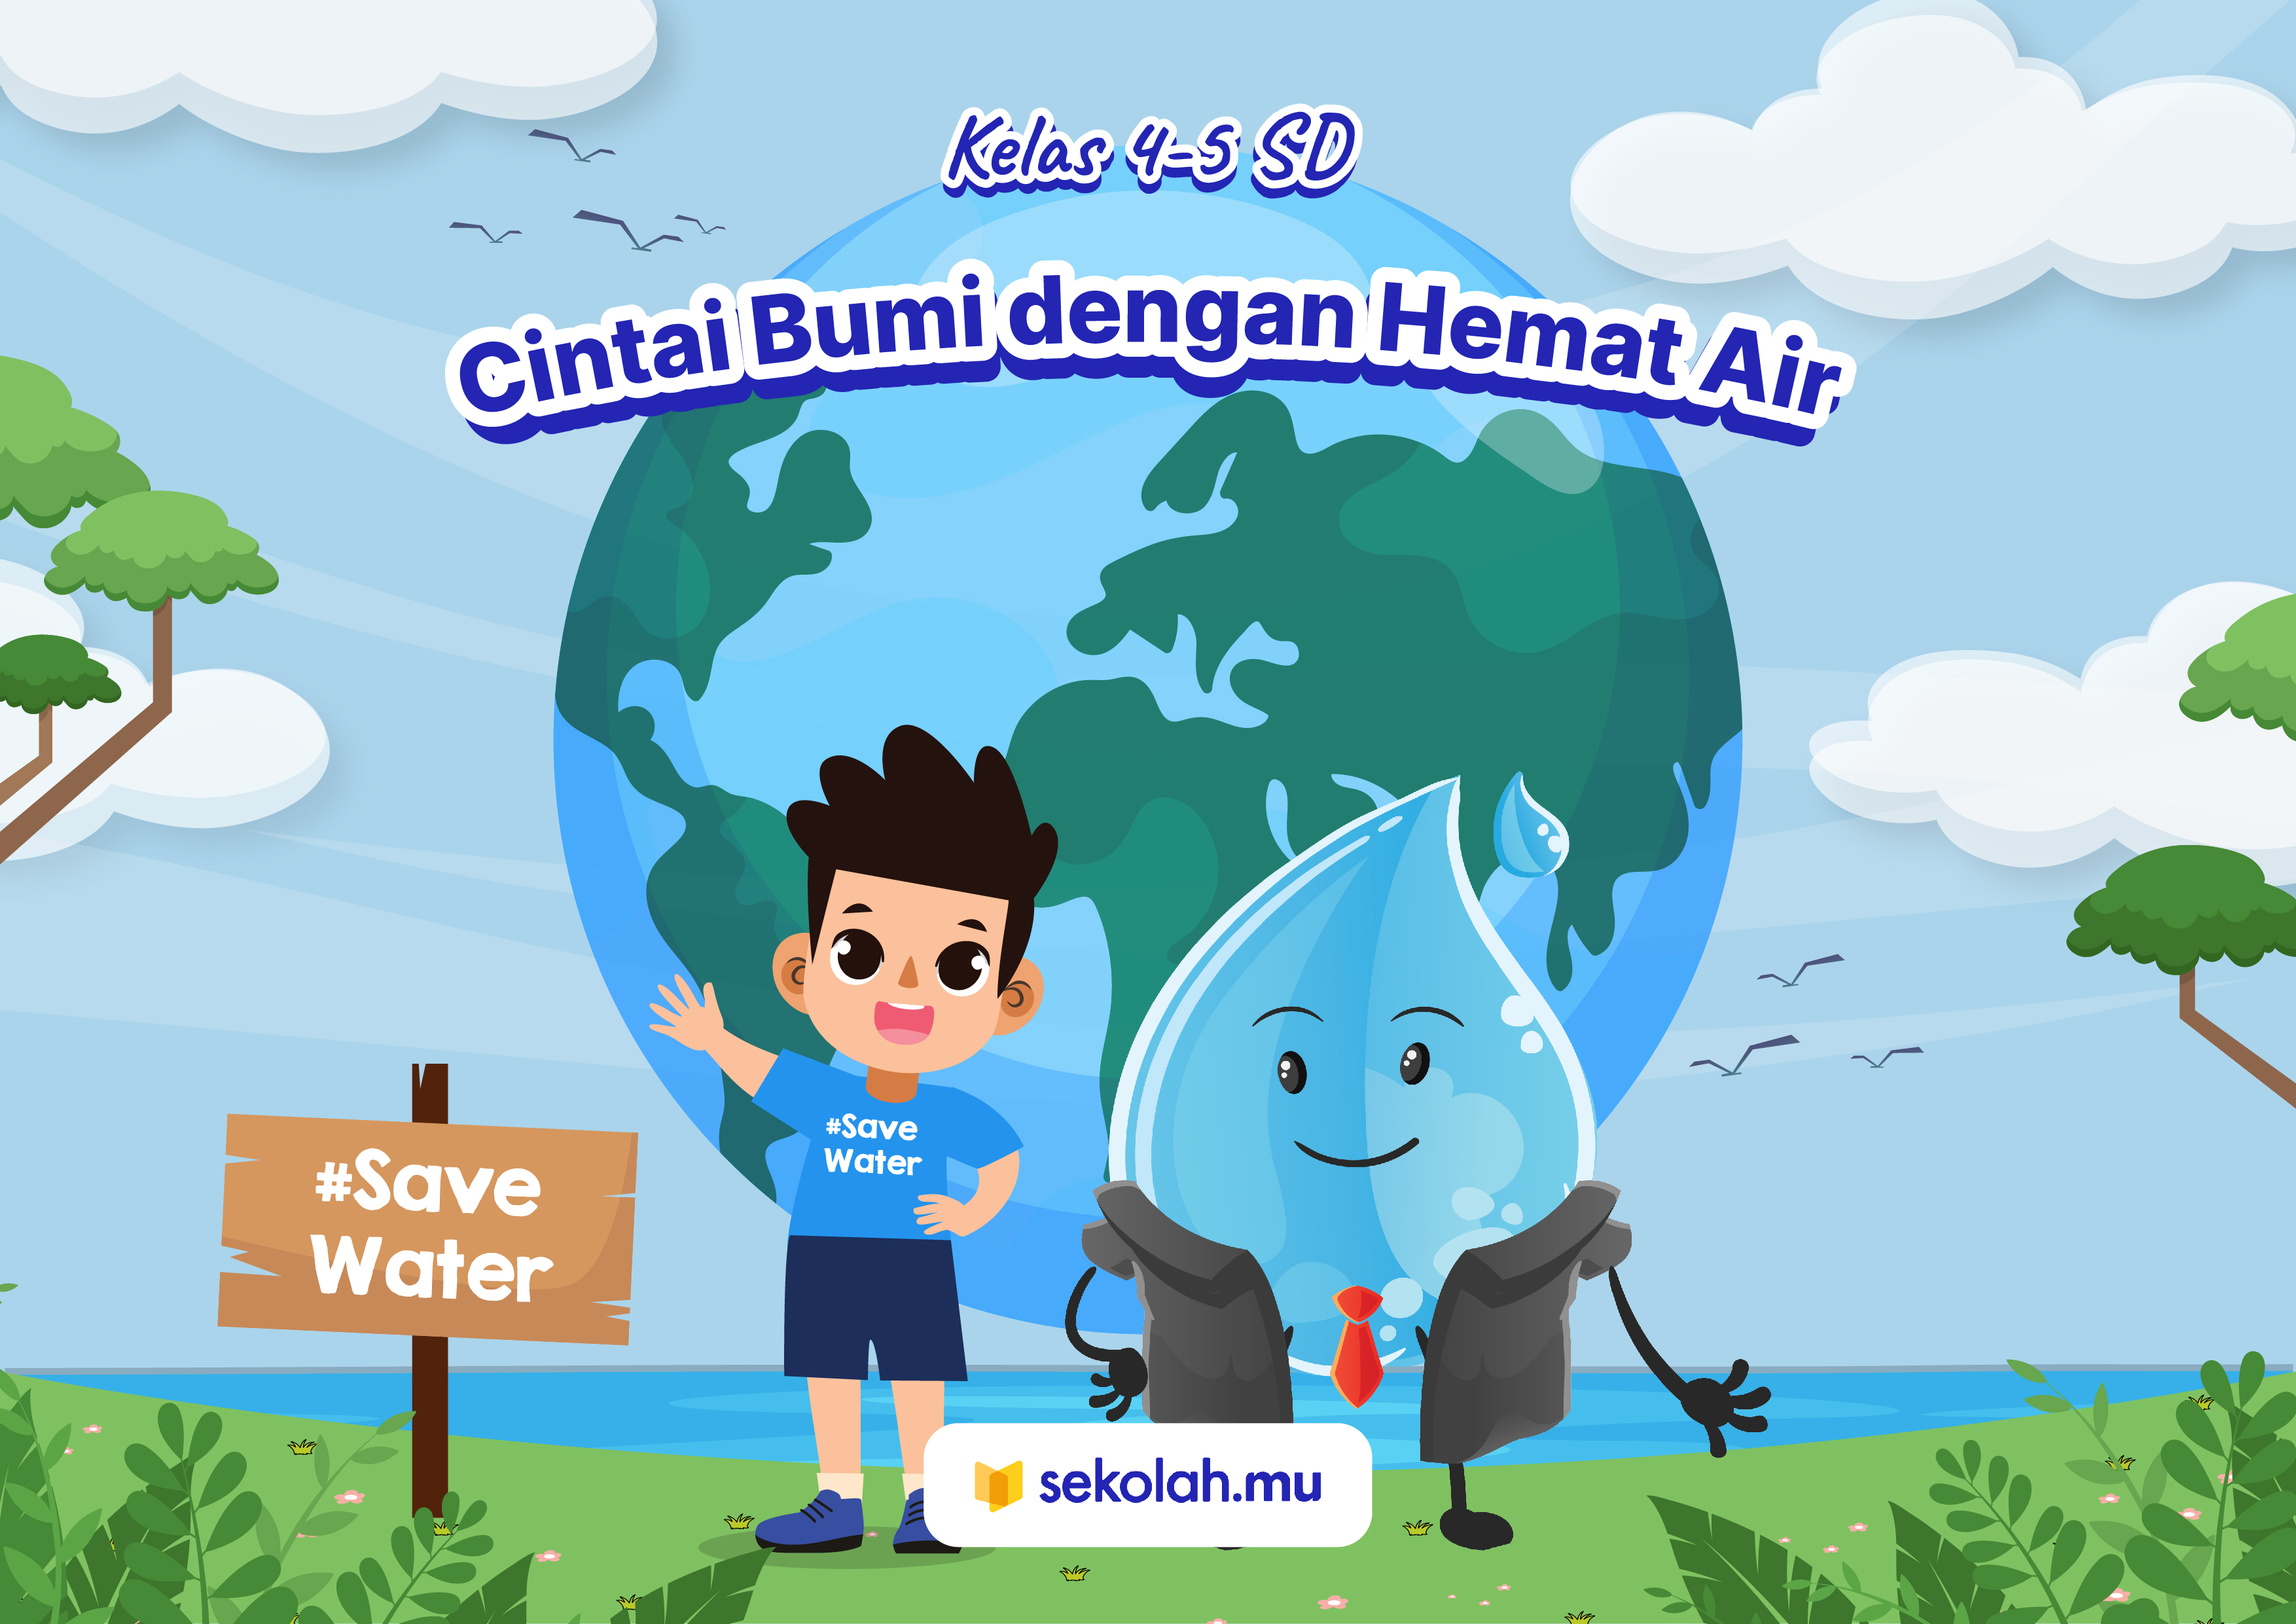 Kelas 4-5 SD
Cintai Bumi dengan Hemat Air
#Save
Water
#Save
Water
sekolah.mu